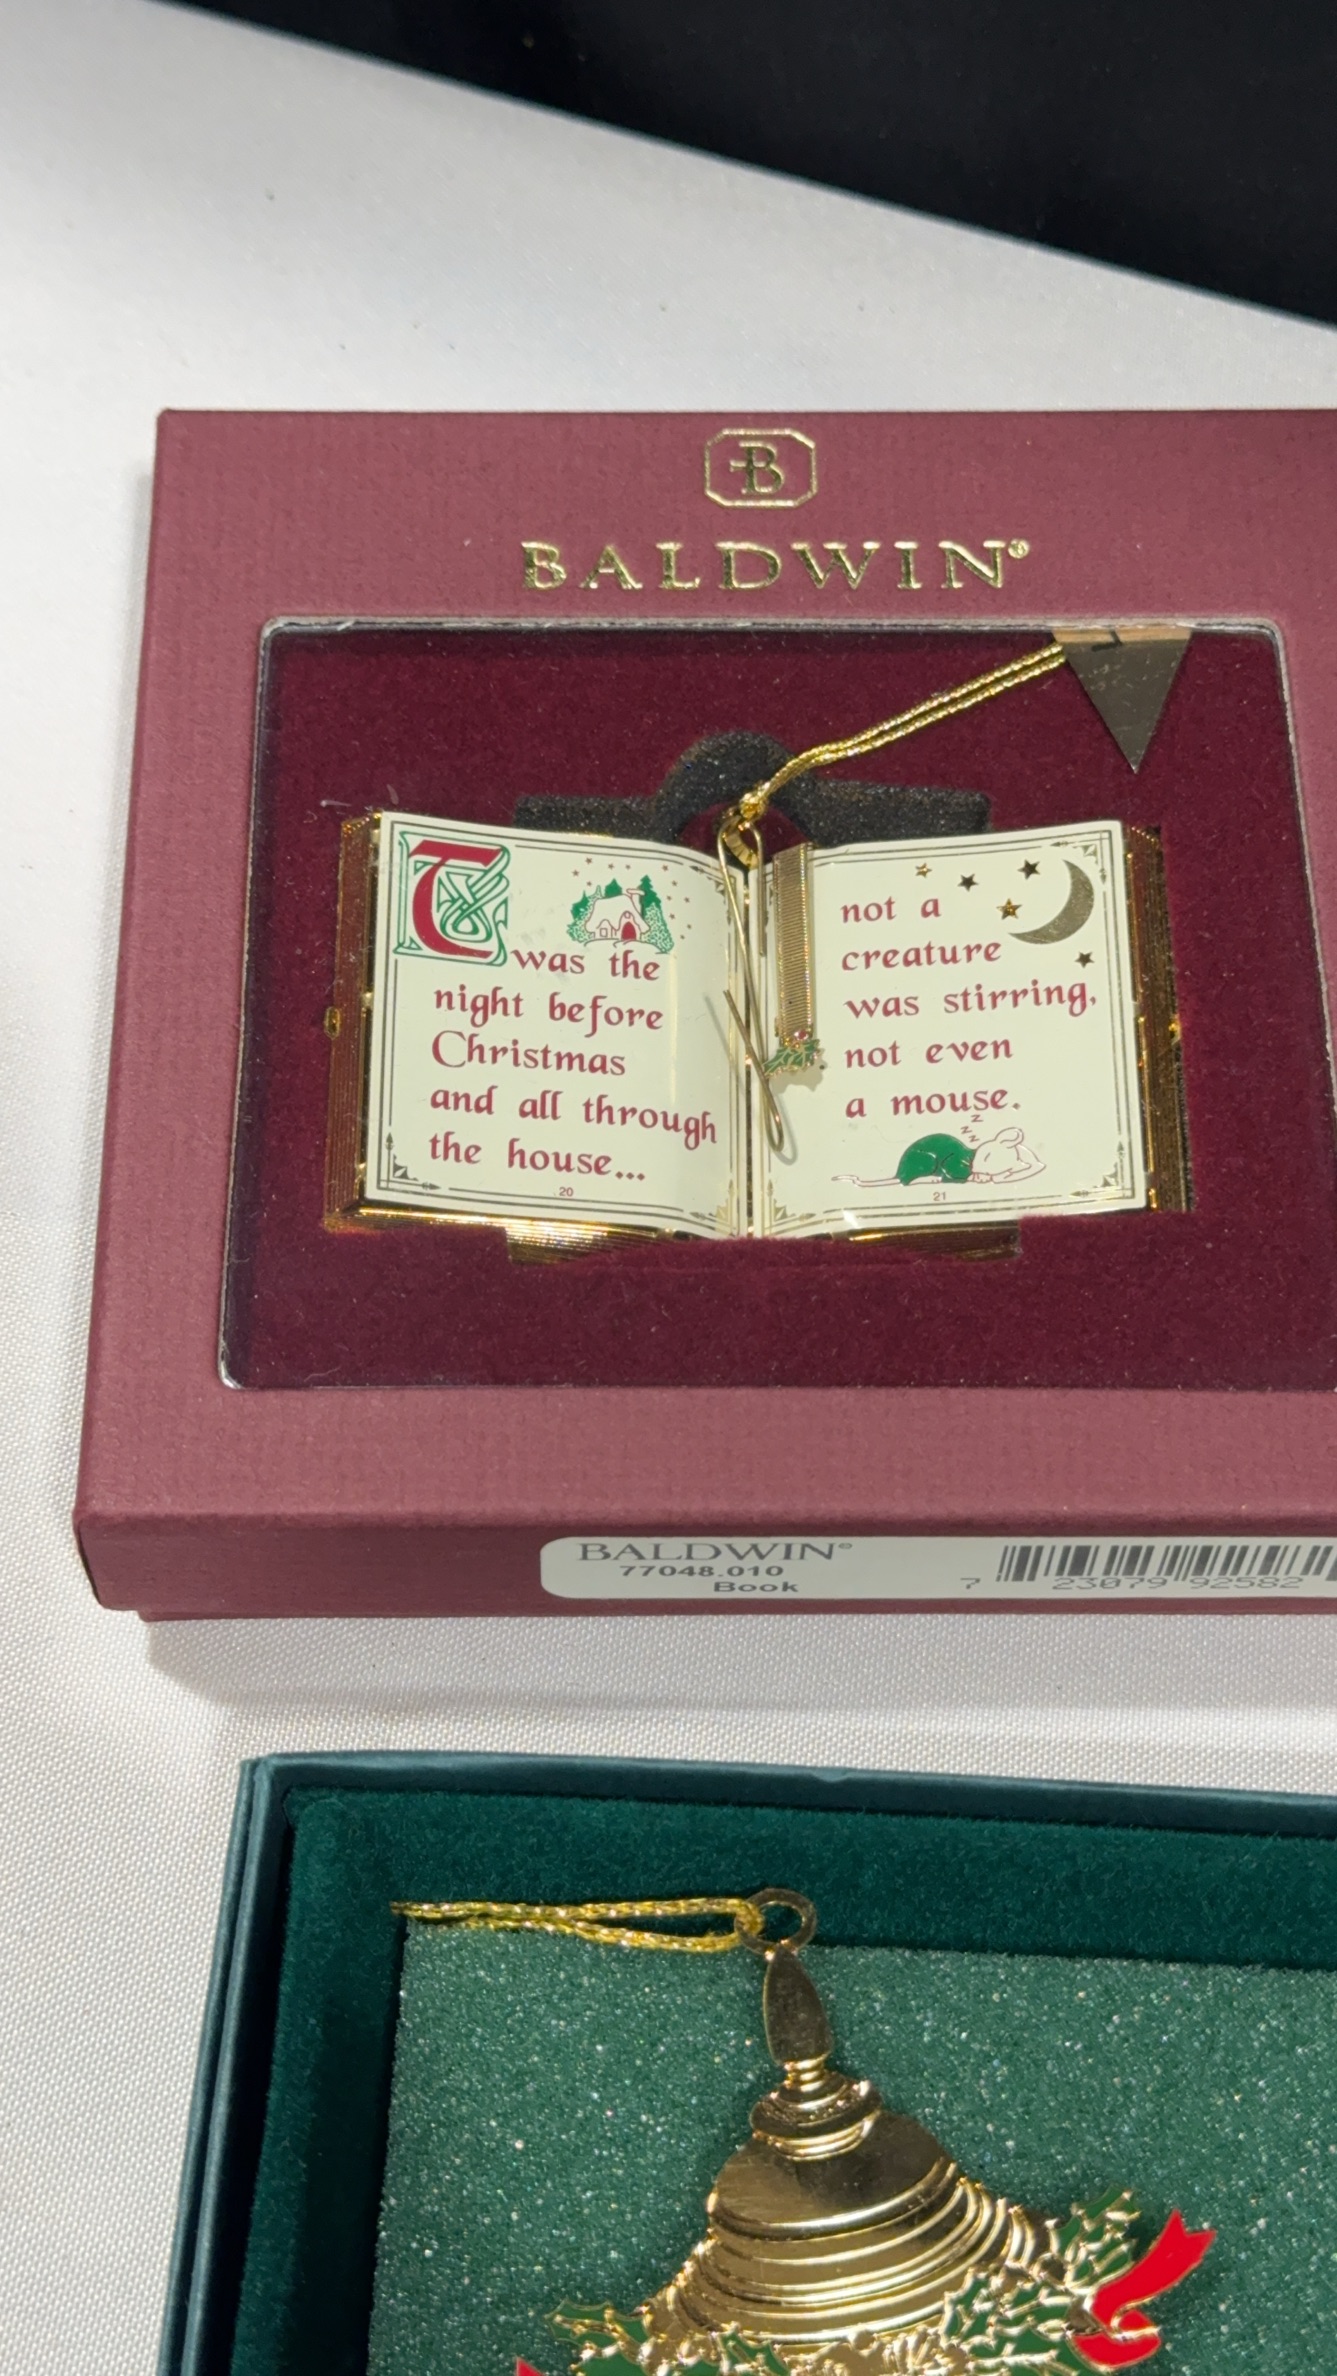 B
BALDWIN®
Twas the
night before
Christmas
and all through
the house...
20
not a
creature
was stirring,
not even
a mouse.
z
z
z
21
BALDWIN®
77048.010
Book
7 23079 92582